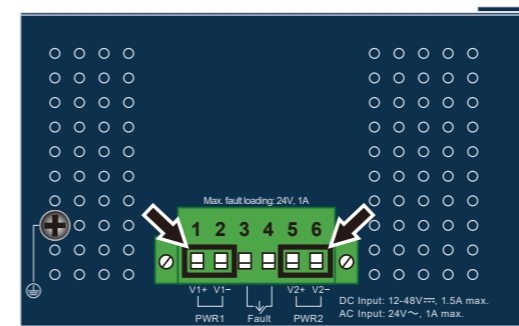 Max. fault loading: 24V, 1A
1 2 3 4 5 6
V1+ V1− V2+ V2−
PWR1 Fault PWR2
DC Input: 12-48V⎓, 1.5A max.
AC Input: 24V～, 1A max.